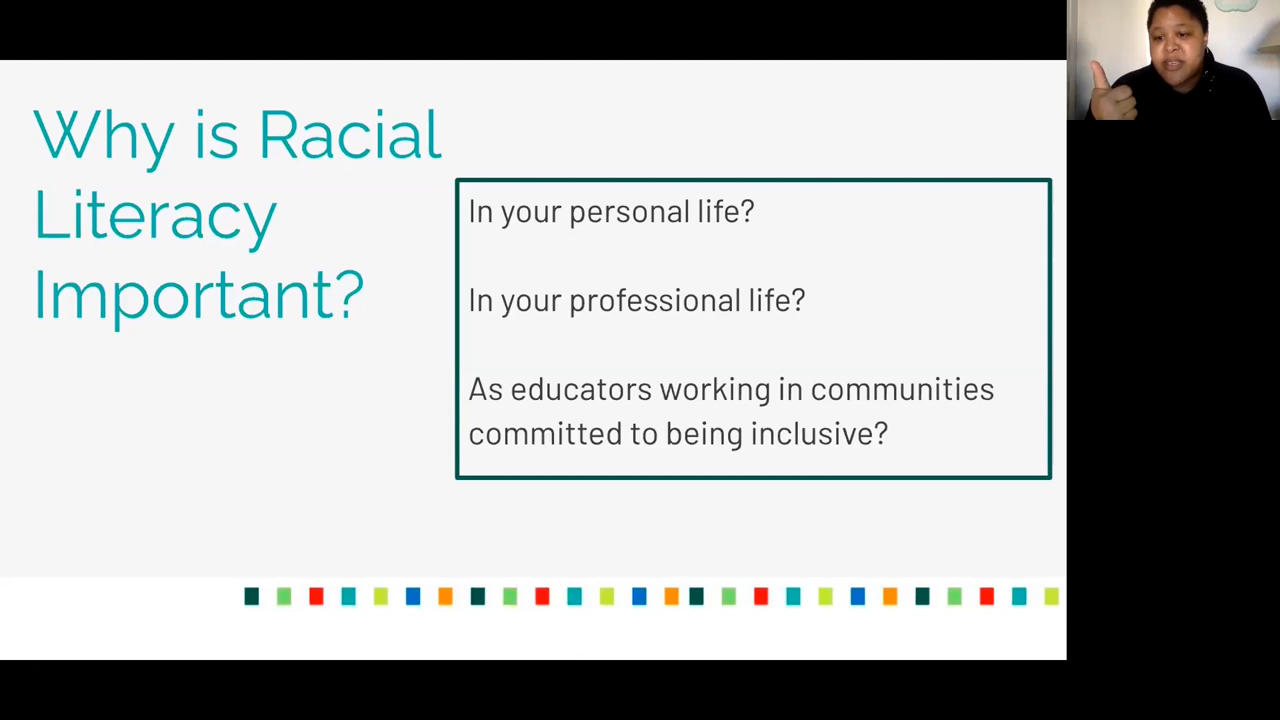 Why is Racial
Literacy
Important?
In your personal life?
In your professional life?
As educators working in communities
committed to being inclusive?